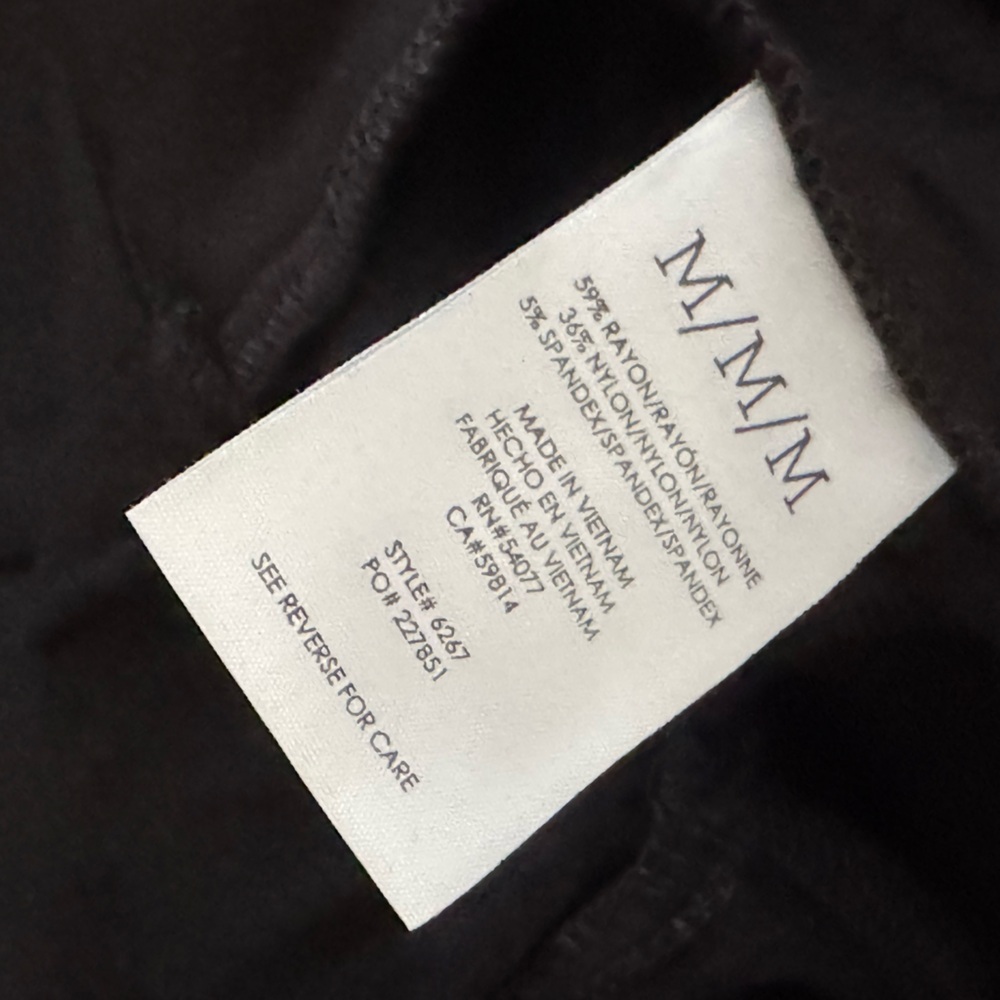 M/M/M
59% RAYON/RAYÓN/RAYONNE
36% NYLON/NYLON/NYLON
5% SPANDEX/SPANDEX/SPANDEX
MADE IN VIETNAM
HECHO EN VIETNAM
FABRIQUÉ AU VIETNAM
RN#54077
CA#59814
STYLE# 6267
PO# 227851
SEE REVERSE FOR CARE